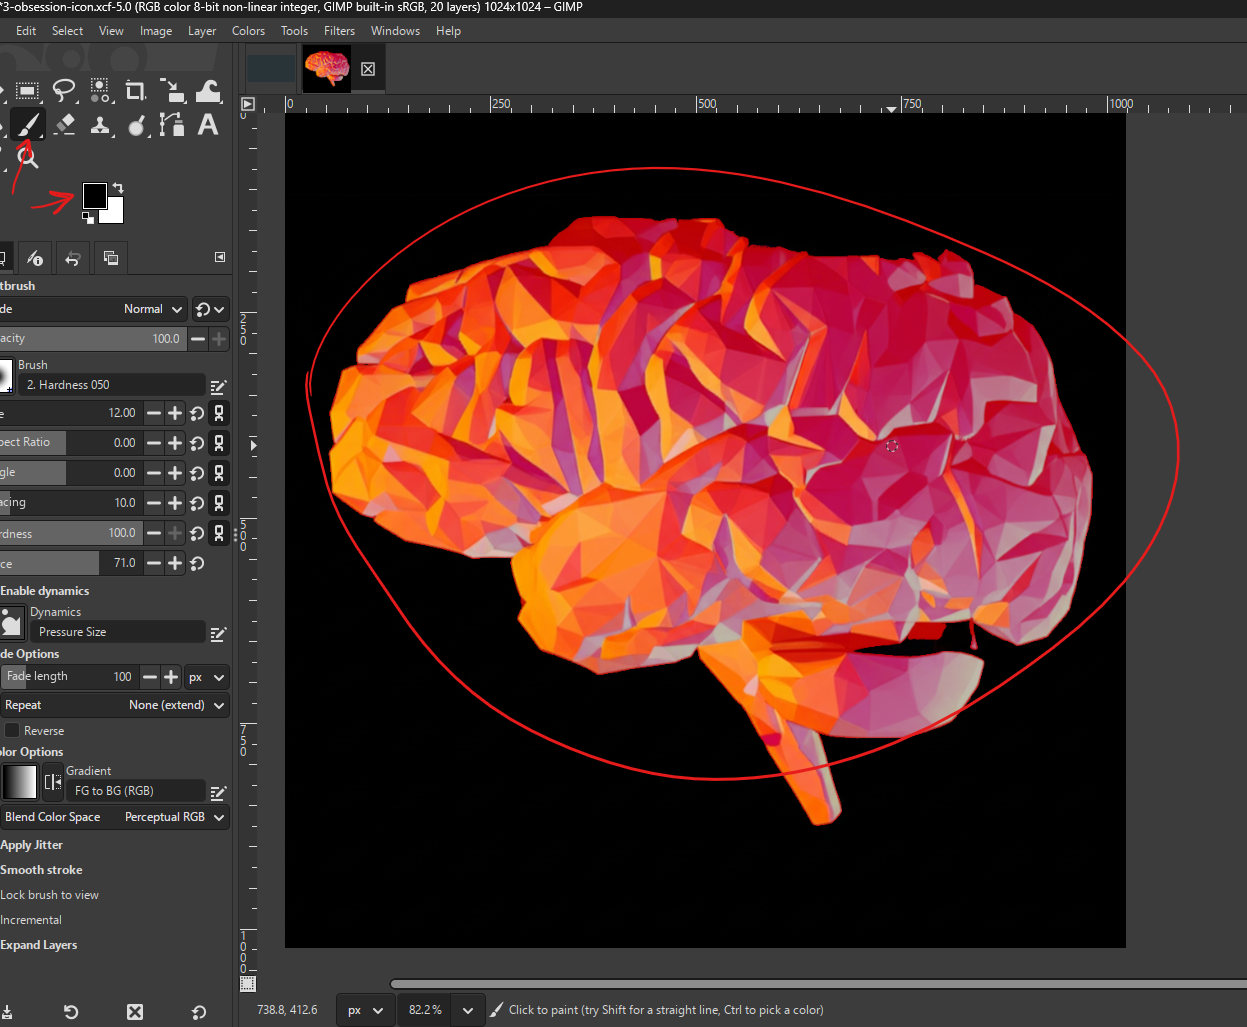 *3-obsession-icon.xcf-5.0 (RGB color 8-bit non-linear integer, GIMP built-in sRGB, 20 layers) 1024x1024 – GIMP
Edit Select View Image Layer Colors Tools Filters Windows Help
0 250 500 750 1000
0
250
500
750
1000
A
tbrush
de Normal
acity 100.0
Brush
2. Hardness 050
e 12.00
pect Ratio 0.00
gle 0.00
acing 10.0
rdness 100.0
ce 71.0
Enable dynamics
Dynamics
Pressure Size
de Options
Fade length 100 px
Repeat None (extend)
Reverse
lor Options
Gradient
FG to BG (RGB)
Blend Color Space Perceptual RGB
Apply Jitter
Smooth stroke
Lock brush to view
Incremental
Expand Layers
738.8, 412.6 px 82.2 % Click to paint (try Shift for a straight line, Ctrl to pick a color)